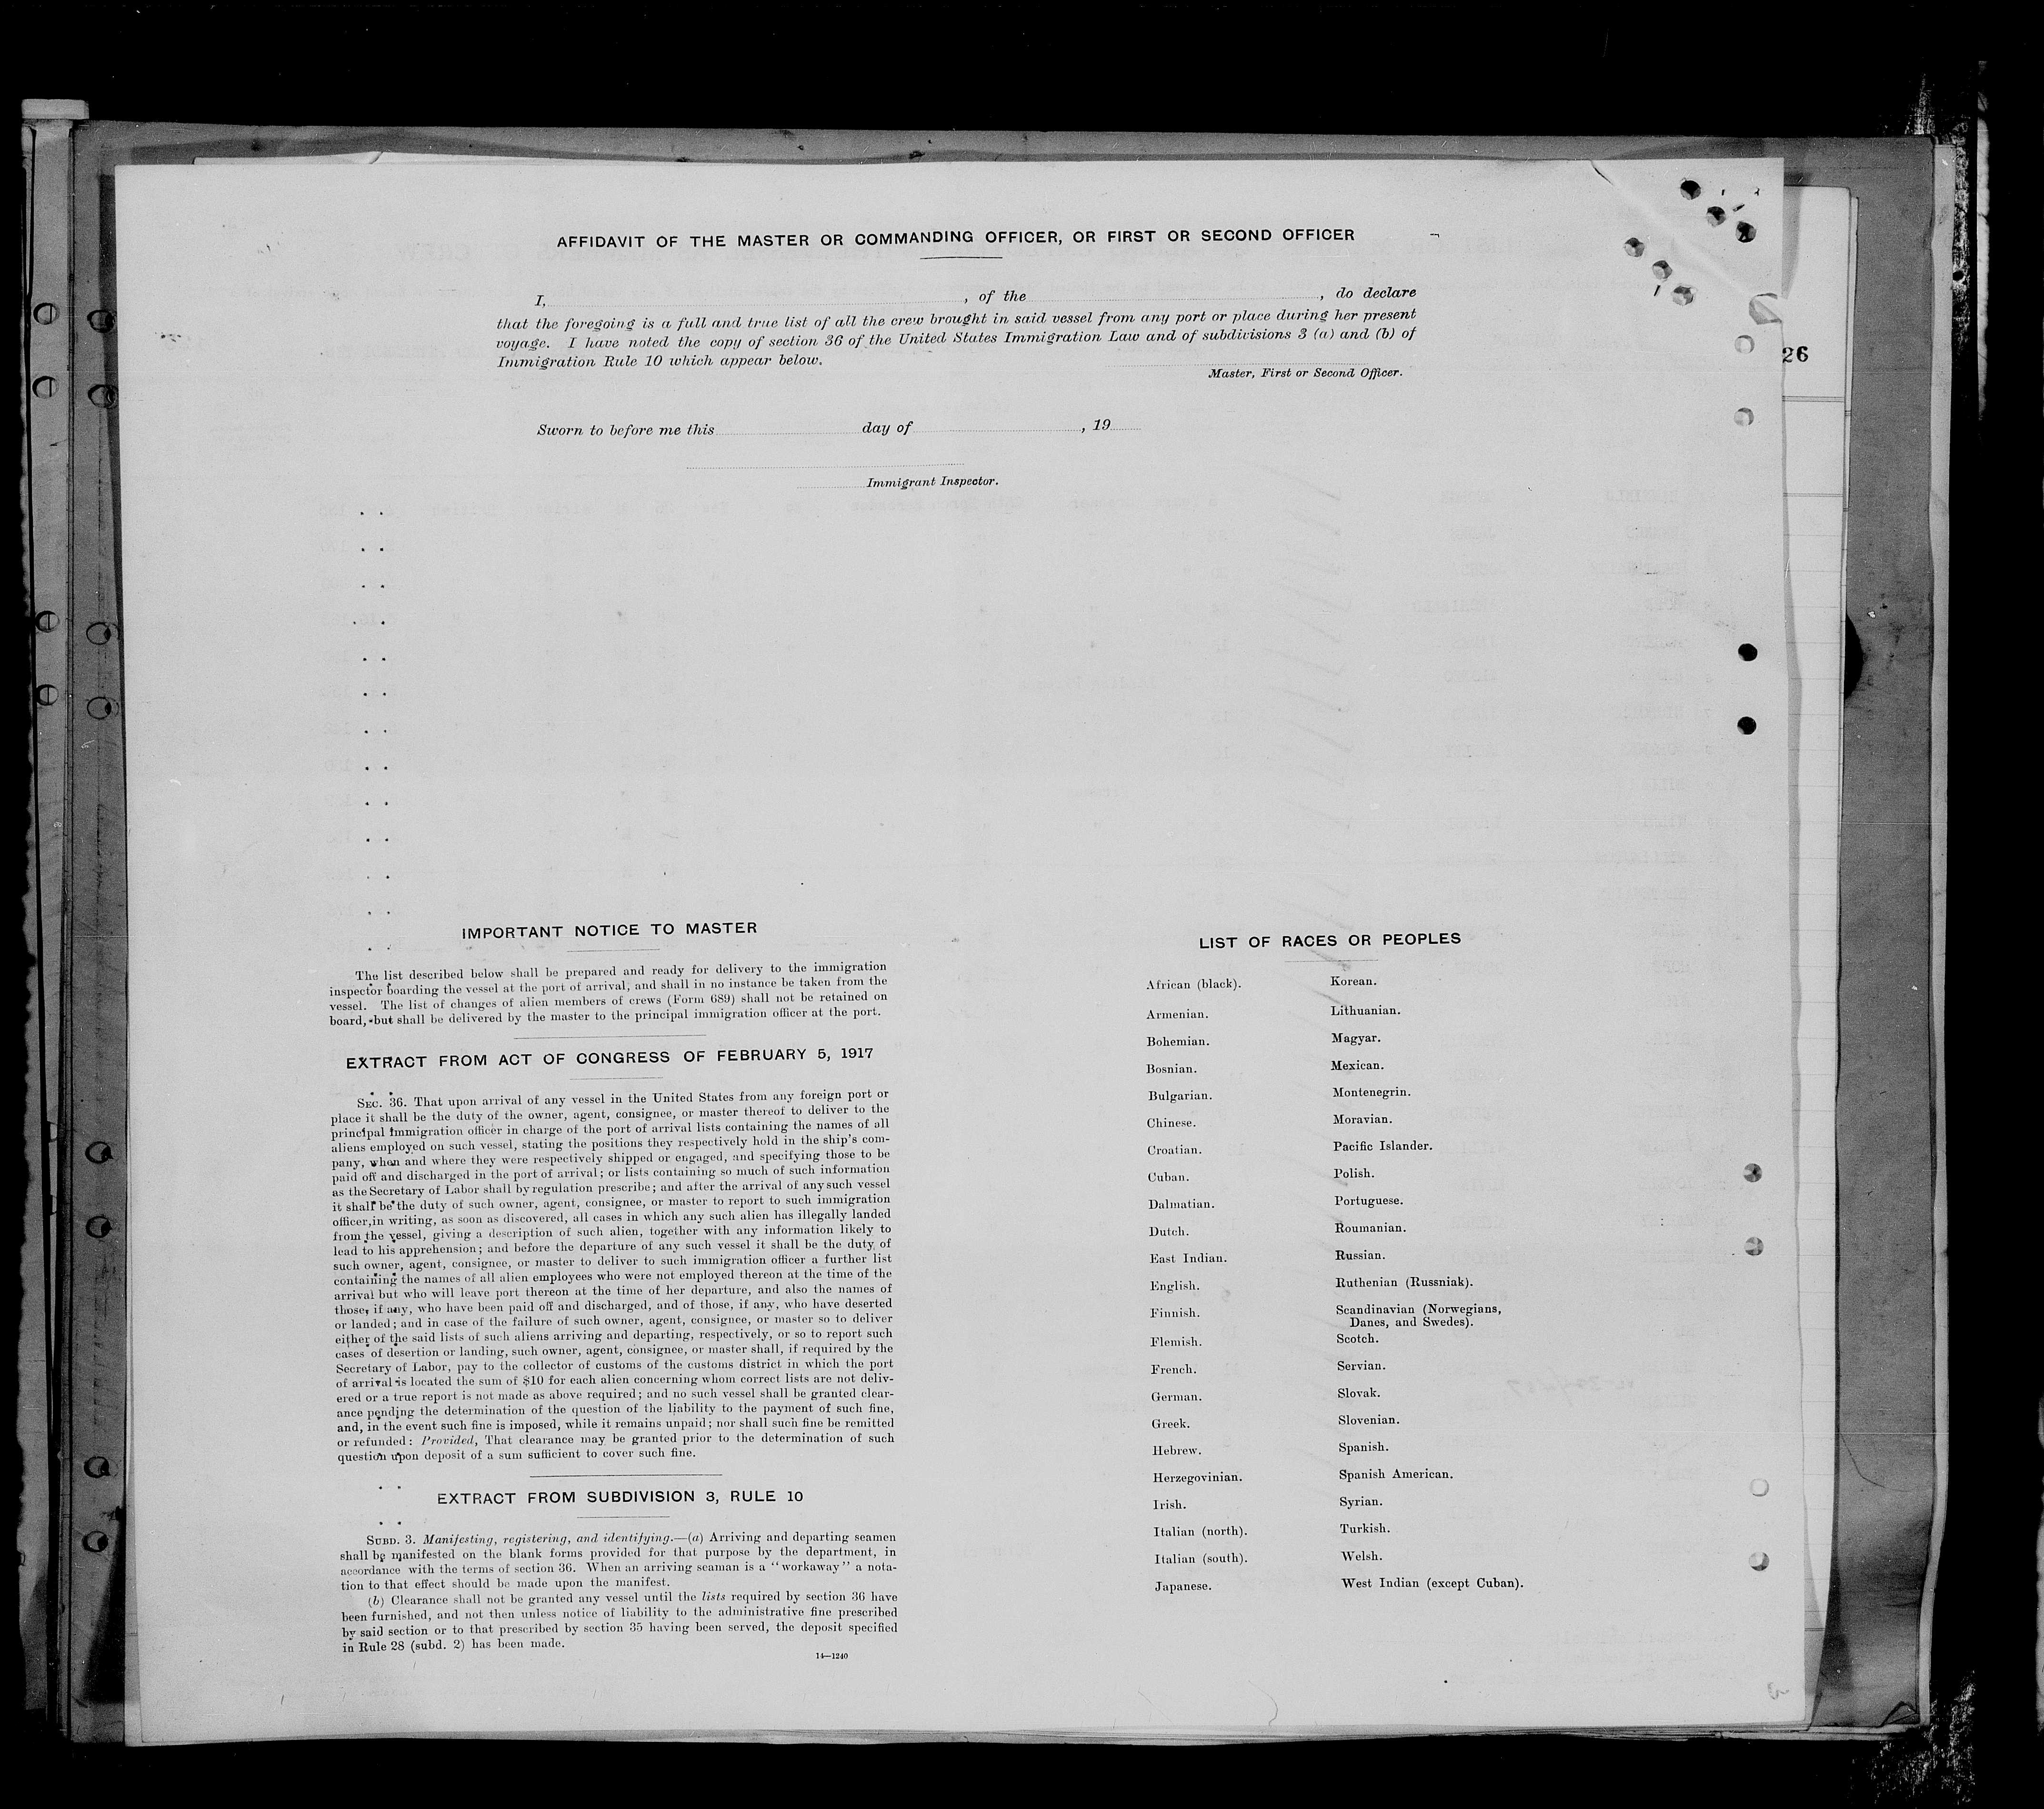 AFFIDAVIT OF THE MASTER OR COMMANDING OFFICER, OR FIRST OR SECOND OFFICER
I, , of the , do declare
that the foregoing is a full and true list of all the crew brought in said vessel from any port or place during her present
voyage. I have noted the copy of section 36 of the United States Immigration Law and of subdivisions 3 (a) and (b) of
Immigration Rule 10 which appear below.
Master, First or Second Officer.
Sworn to before me this day of , 19
Immigrant Inspector.
26
IMPORTANT NOTICE TO MASTER
The list described below shall be prepared and ready for delivery to the immigration
inspector boarding the vessel at the port of arrival, and shall in no instance be taken from the
vessel. The list of changes of alien members of crews (Form 689) shall not be retained on
board, but shall be delivered by the master to the principal immigration officer at the port.
EXTRACT FROM ACT OF CONGRESS OF FEBRUARY 5, 1917
SEC. 36. That upon arrival of any vessel in the United States from any foreign port or
place it shall be the duty of the owner, agent, consignee, or master thereof to deliver to the
principal immigration officer in charge of the port of arrival lists containing the names of all
aliens employed on such vessel, stating the positions they respectively hold in the ship's com-
pany, when and where they were respectively shipped or engaged, and specifying those to be
paid off and discharged in the port of arrival; or lists containing so much of such information
as the Secretary of Labor shall by regulation prescribe; and after the arrival of any such vessel
it shall be the duty of such owner, agent, consignee, or master to report to such immigration
officer, in writing, as soon as discovered, all cases in which any such alien has illegally landed
from the vessel, giving a description of such alien, together with any information likely to
lead to his apprehension; and before the departure of any such vessel it shall be the duty of
such owner, agent, consignee, or master to deliver to such immigration officer a further list
containing the names of all alien employees who were not employed thereon at the time of the
arrival but who will leave port thereon at the time of her departure, and also the names of
those, if any, who have been paid off and discharged, and of those, if any, who have deserted
or landed; and in case of the failure of such owner, agent, consignee, or master so to deliver
either of the said lists of such aliens arriving and departing, respectively, or so to report such
cases of desertion or landing, such owner, agent, consignee, or master shall, if required by the
Secretary of Labor, pay to the collector of customs of the customs district in which the port
of arrival is located the sum of $10 for each alien concerning whom correct lists are not deliv-
ered or a true report is not made as above required; and no such vessel shall be granted clear-
ance pending the determination of the question of the liability to the payment of such fine,
and, in the event such fine is imposed, while it remains unpaid; nor shall such fine be remitted
or refunded: Provided, That clearance may be granted prior to the determination of such
question upon deposit of a sum sufficient to cover such fine.
EXTRACT FROM SUBDIVISION 3, RULE 10
SUBD. 3. Manifesting, registering, and identifying.—(a) Arriving and departing seamen
shall be manifested on the blank forms provided for that purpose by the department, in
accordance with the terms of section 36. When an arriving seaman is a "workaway" a nota-
tion to that effect should be made upon the manifest.
(b) Clearance shall not be granted any vessel until the lists required by section 36 have
been furnished, and not then unless notice of liability to the administrative fine prescribed
by said section or to that prescribed by section 35 having been served, the deposit specified
in Rule 28 (subd. 2) has been made.
14—1240
LIST OF RACES OR PEOPLES
African (black).
Armenian.
Bohemian.
Bosnian.
Bulgarian.
Chinese.
Croatian.
Cuban.
Dalmatian.
Dutch.
East Indian.
English.
Finnish.
Flemish.
French.
German.
Greek.
Hebrew.
Herzegovinian.
Irish.
Italian (north).
Italian (south).
Japanese.
Korean.
Lithuanian.
Magyar.
Mexican.
Montenegrin.
Moravian.
Pacific Islander.
Polish.
Portuguese.
Roumanian.
Russian.
Ruthenian (Russniak).
Scandinavian (Norwegians,
Danes, and Swedes).
Scotch.
Servian.
Slovak.
Slovenian.
Spanish.
Spanish American.
Syrian.
Turkish.
Welsh.
West Indian (except Cuban).